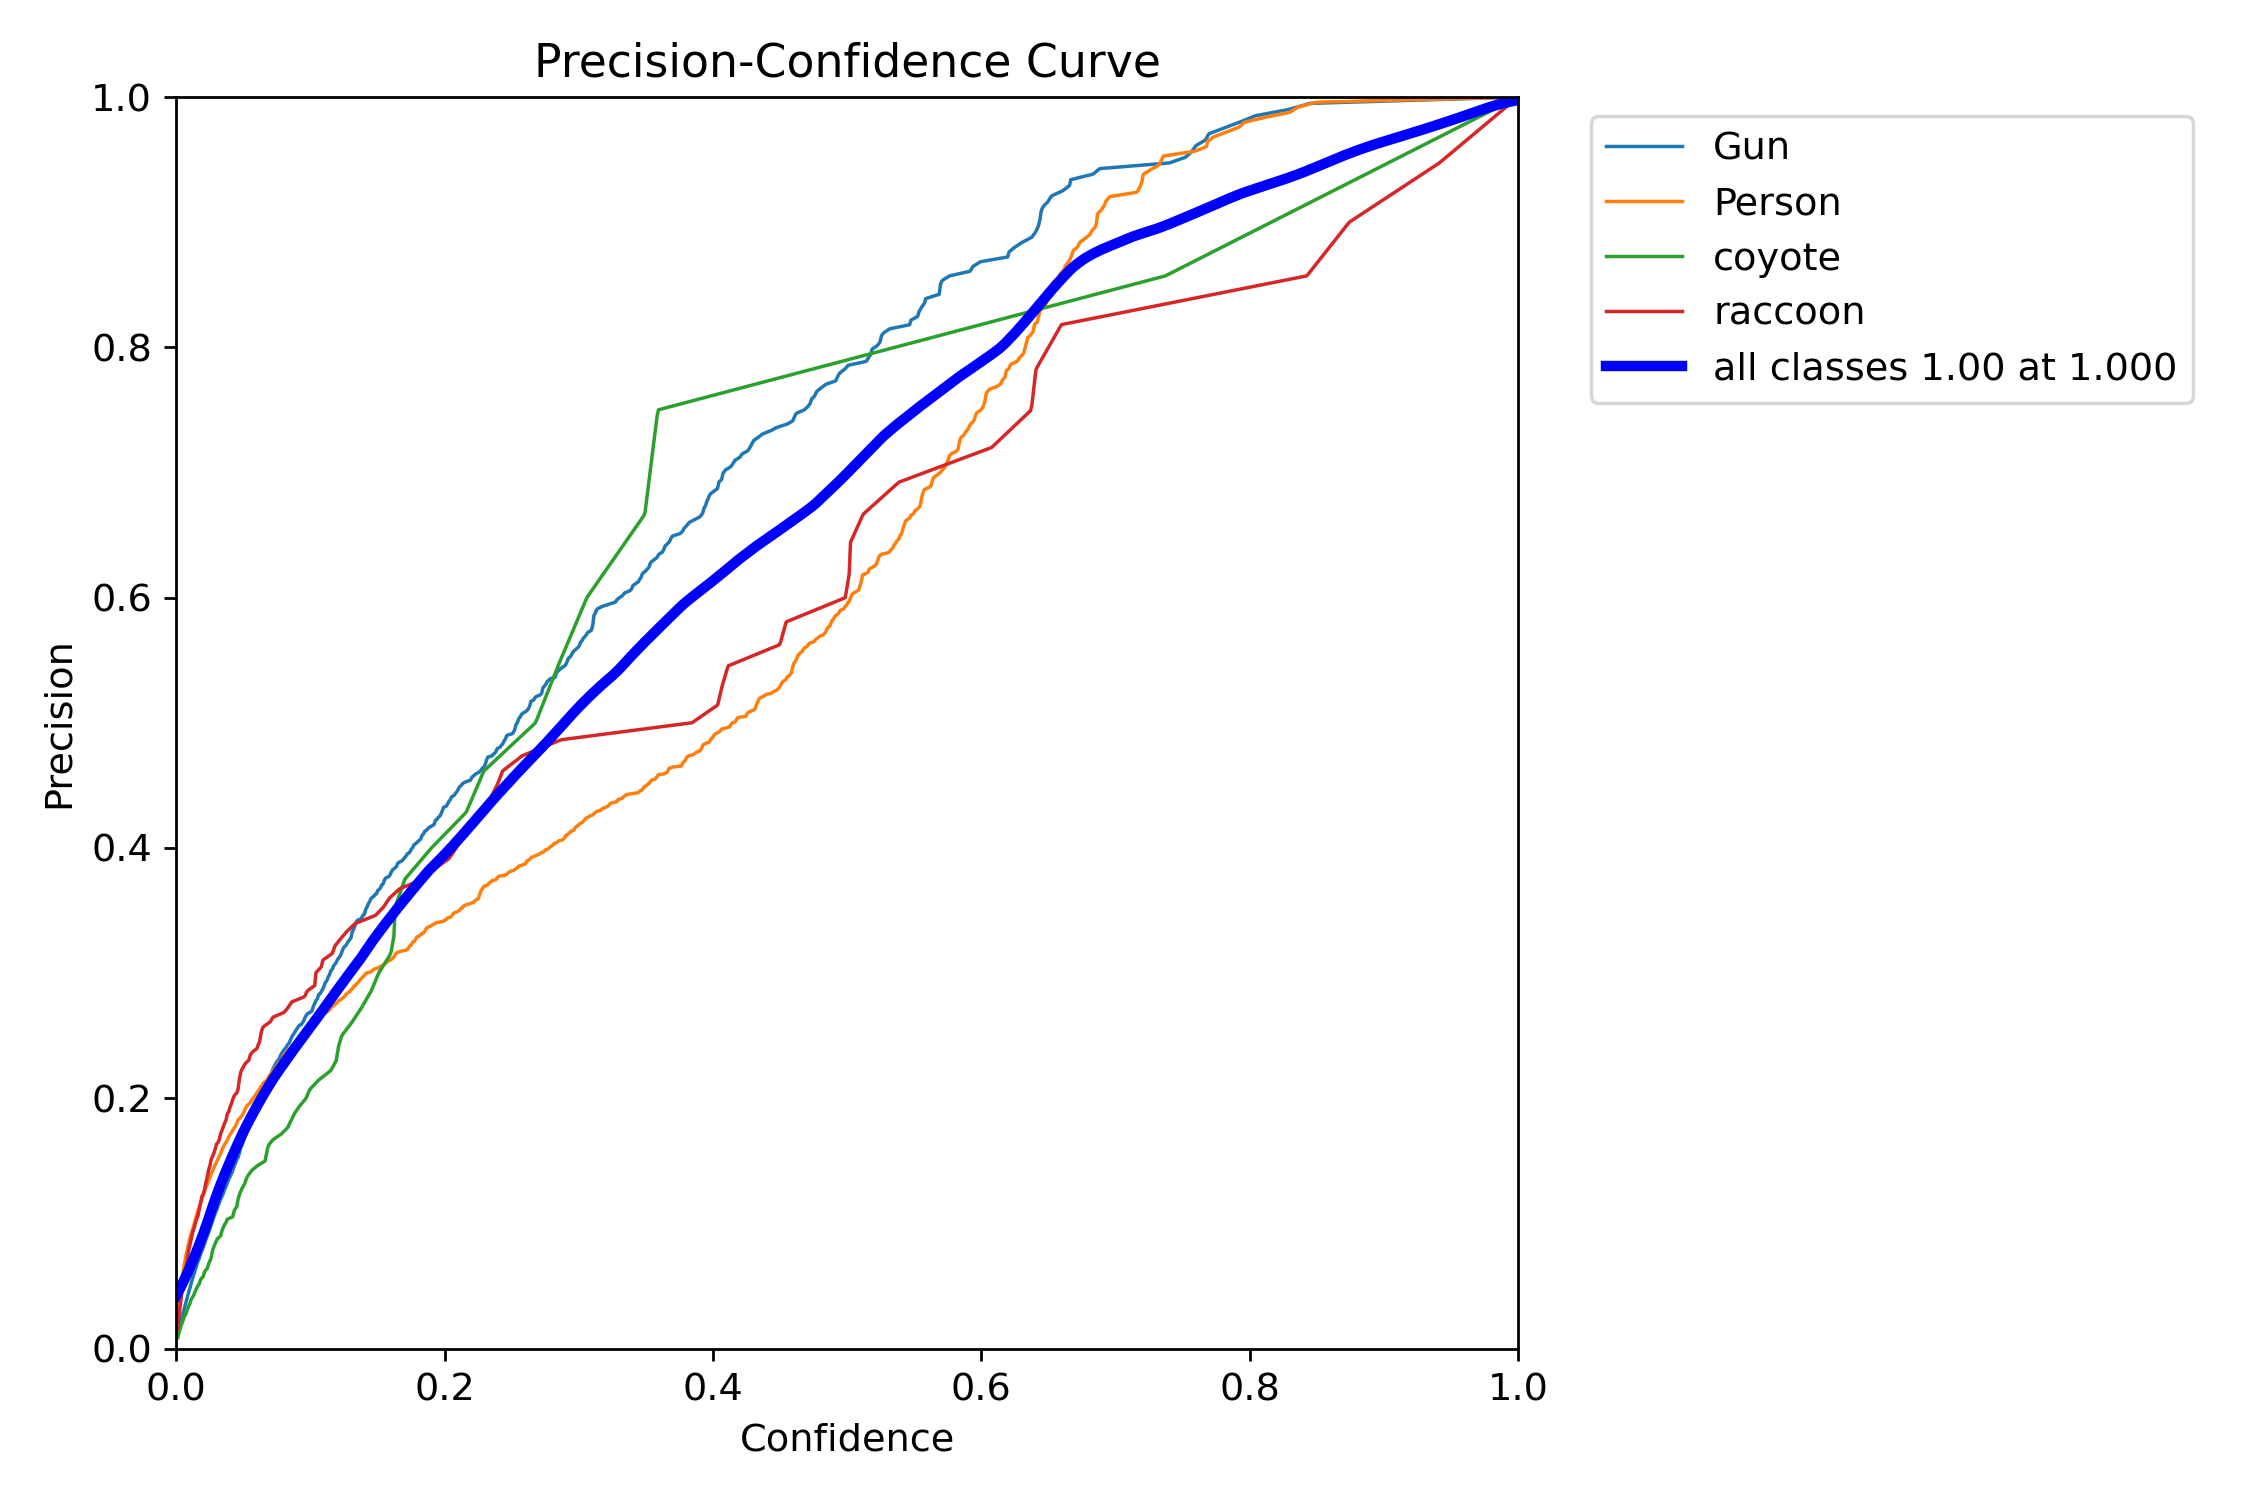 Precision-Confidence Curve
1.0
0.8
0.6
0.4
0.2
0.0
Precision
0.0 0.2 0.4 0.6 0.8 1.0
Confidence
Gun
Person
coyote
raccoon
all classes 1.00 at 1.000